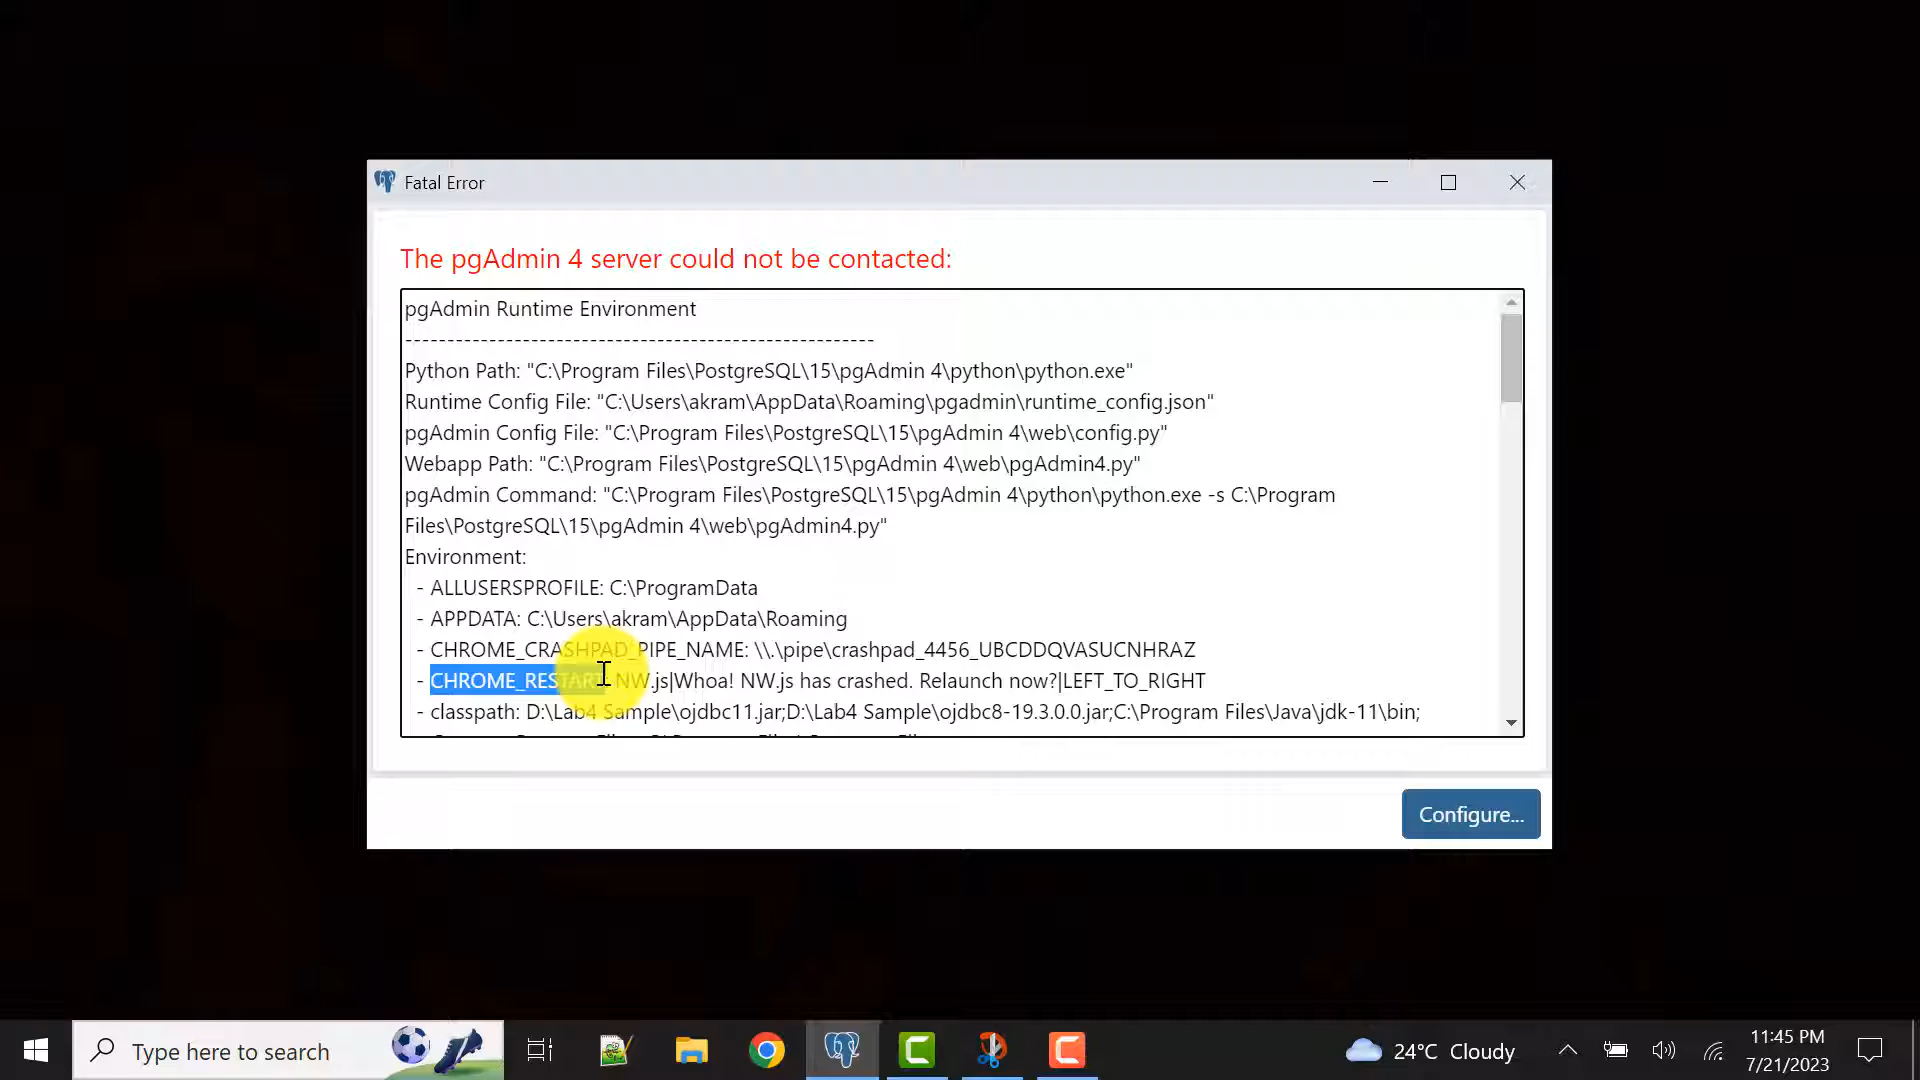 Fatal Error
The pgAdmin 4 server could not be contacted:
pgAdmin Runtime Environment
--------------------------------------------------------
Python Path: "C:\Program Files\PostgreSQL\15\pgAdmin 4\python\python.exe"
Runtime Config File: "C:\Users\akram\AppData\Roaming\pgadmin\runtime_config.json"
pgAdmin Config File: "C:\Program Files\PostgreSQL\15\pgAdmin 4\web\config.py"
Webapp Path: "C:\Program Files\PostgreSQL\15\pgAdmin 4\web\pgAdmin4.py"
pgAdmin Command: "C:\Program Files\PostgreSQL\15\pgAdmin 4\python\python.exe -s C:\Program
Files\PostgreSQL\15\pgAdmin 4\web\pgAdmin4.py"
Environment:
- ALLUSERSPROFILE: C:\ProgramData
- APPDATA: C:\Users\akram\AppData\Roaming
- CHROME_CRASHPAD_PIPE_NAME: \\.\pipe\crashpad_4456_UBCDDQVASUCNHRAZ
- CHROME_RESTART: NW.js|Whoa! NW.js has crashed. Relaunch now?|LEFT_TO_RIGHT
- classpath: D:\Lab4 Sample\ojdbc11.jar;D:\Lab4 Sample\ojdbc8-19.3.0.0.jar;C:\Program Files\Java\jdk-11\bin;
Configure...
Type here to search
24°C Cloudy
11:45 PM
7/21/2023